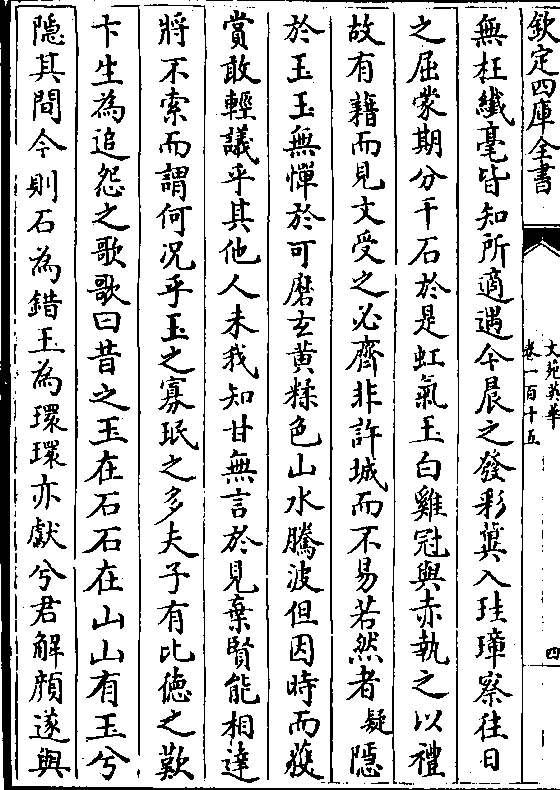 欽定四庫全書
文苑英華
卷一百十五
四
無枉纎毫皆知所適遇今晨之發彩冀入珪璋察往日
之屈蒙期分干石於是虹氣玉白雞冠與赤執之以禮
故有藉而見文受之必齊非許城而不易若然者疑隱
於玉玉無憚於可磨玄黄糅色山水騰波但因時而薇
賞敢輕議乎其他人未我知甘無言於見棄賢能相達
將不索而謂何况乎玉之寡珉之多夫子有比徳之歎
卞生為追怨之歌歌曰昔之玉在石石在山山有玉兮
隠其間今則石為錯玉為環環亦獻兮君解顔遂與